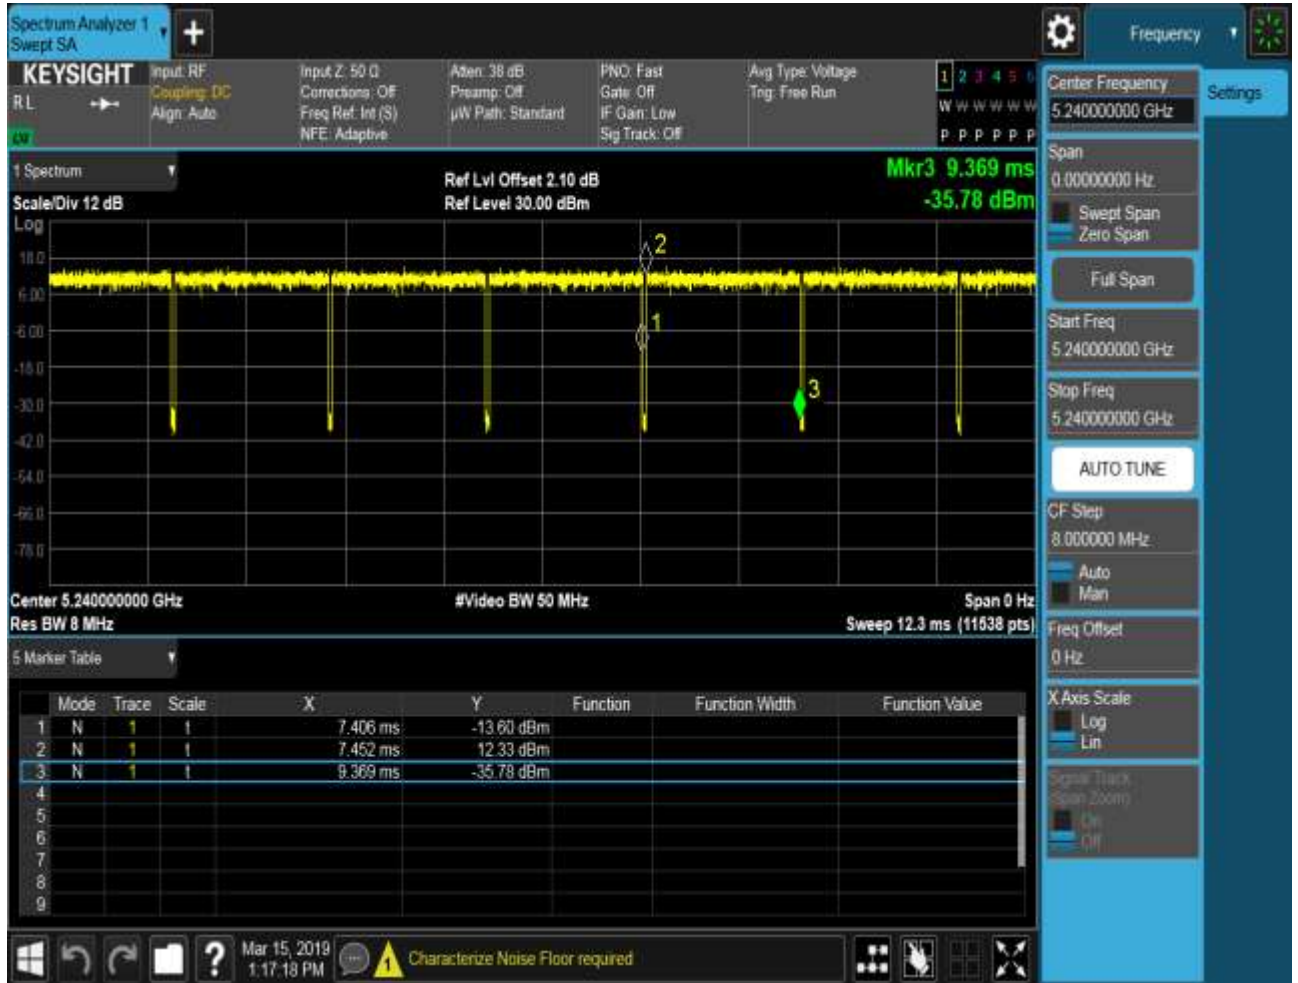 Spectrum Analyzer 1
Swept SA
+
Frequency
KEYSIGHT
RL
Input: RF
Coupling: DC
Align: Auto
Input Z: 50 Ω
Corrections: Off
Freq Ref: Int (S)
NFE: Adaptive
Atten: 38 dB
Preamp: Off
µW Path: Standard
PNO: Fast
Gate: Off
IF Gain: Low
Sig Track: Off
Avg Type: Voltage
Trig: Free Run
1 2 3 4 5 6
W W W W W W
P P P P P P
1 Spectrum
Scale/Div 12 dB
Ref Lvl Offset 2.10 dB
Ref Level 30.00 dBm
Mkr3 9.369 ms
-35.78 dBm
Log
18.0
6.00
-6.00
-18.0
-30.0
-42.0
-54.0
-66.0
-78.0
2
1
3
Center 5.240000000 GHz
#Video BW 50 MHz
Span 0 Hz
Res BW 8 MHz
Sweep 12.3 ms (11538 pts)
5 Marker Table
Mode Trace Scale X Y Function Function Width Function Value
1 N 1 t 7.406 ms -13.60 dBm
2 N 1 t 7.452 ms 12.33 dBm
3 N 1 t 9.369 ms -35.78 dBm
4
5
6
7
8
9
Mar 15, 2019
1:17:18 PM
?
1
Characterize Noise Floor required
Settings
Center Frequency
5.240000000 GHz
Span
0.00000000 Hz
Swept Span
Zero Span
Full Span
Start Freq
5.240000000 GHz
Stop Freq
5.240000000 GHz
AUTO TUNE
CF Step
8.000000 MHz
Auto
Man
Freq Offset
0 Hz
X Axis Scale
Log
Lin
Signal Track
(Span Zoom)
On
Off